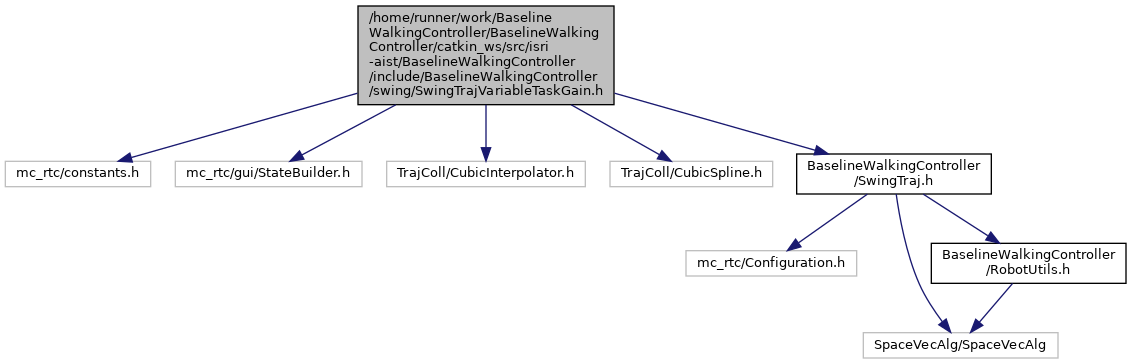 /home/runner/work/Baseline
WalkingController/BaselineWalking
Controller/catkin_ws/src/isri
-aist/BaselineWalkingController
/include/BaselineWalkingController
/swing/SwingTrajVariableTaskGain.h
mc_rtc/constants.h
mc_rtc/gui/StateBuilder.h
TrajColl/CubicInterpolator.h
TrajColl/CubicSpline.h
BaselineWalkingController
/SwingTraj.h
mc_rtc/Configuration.h
BaselineWalkingController
/RobotUtils.h
SpaceVecAlg/SpaceVecAlg